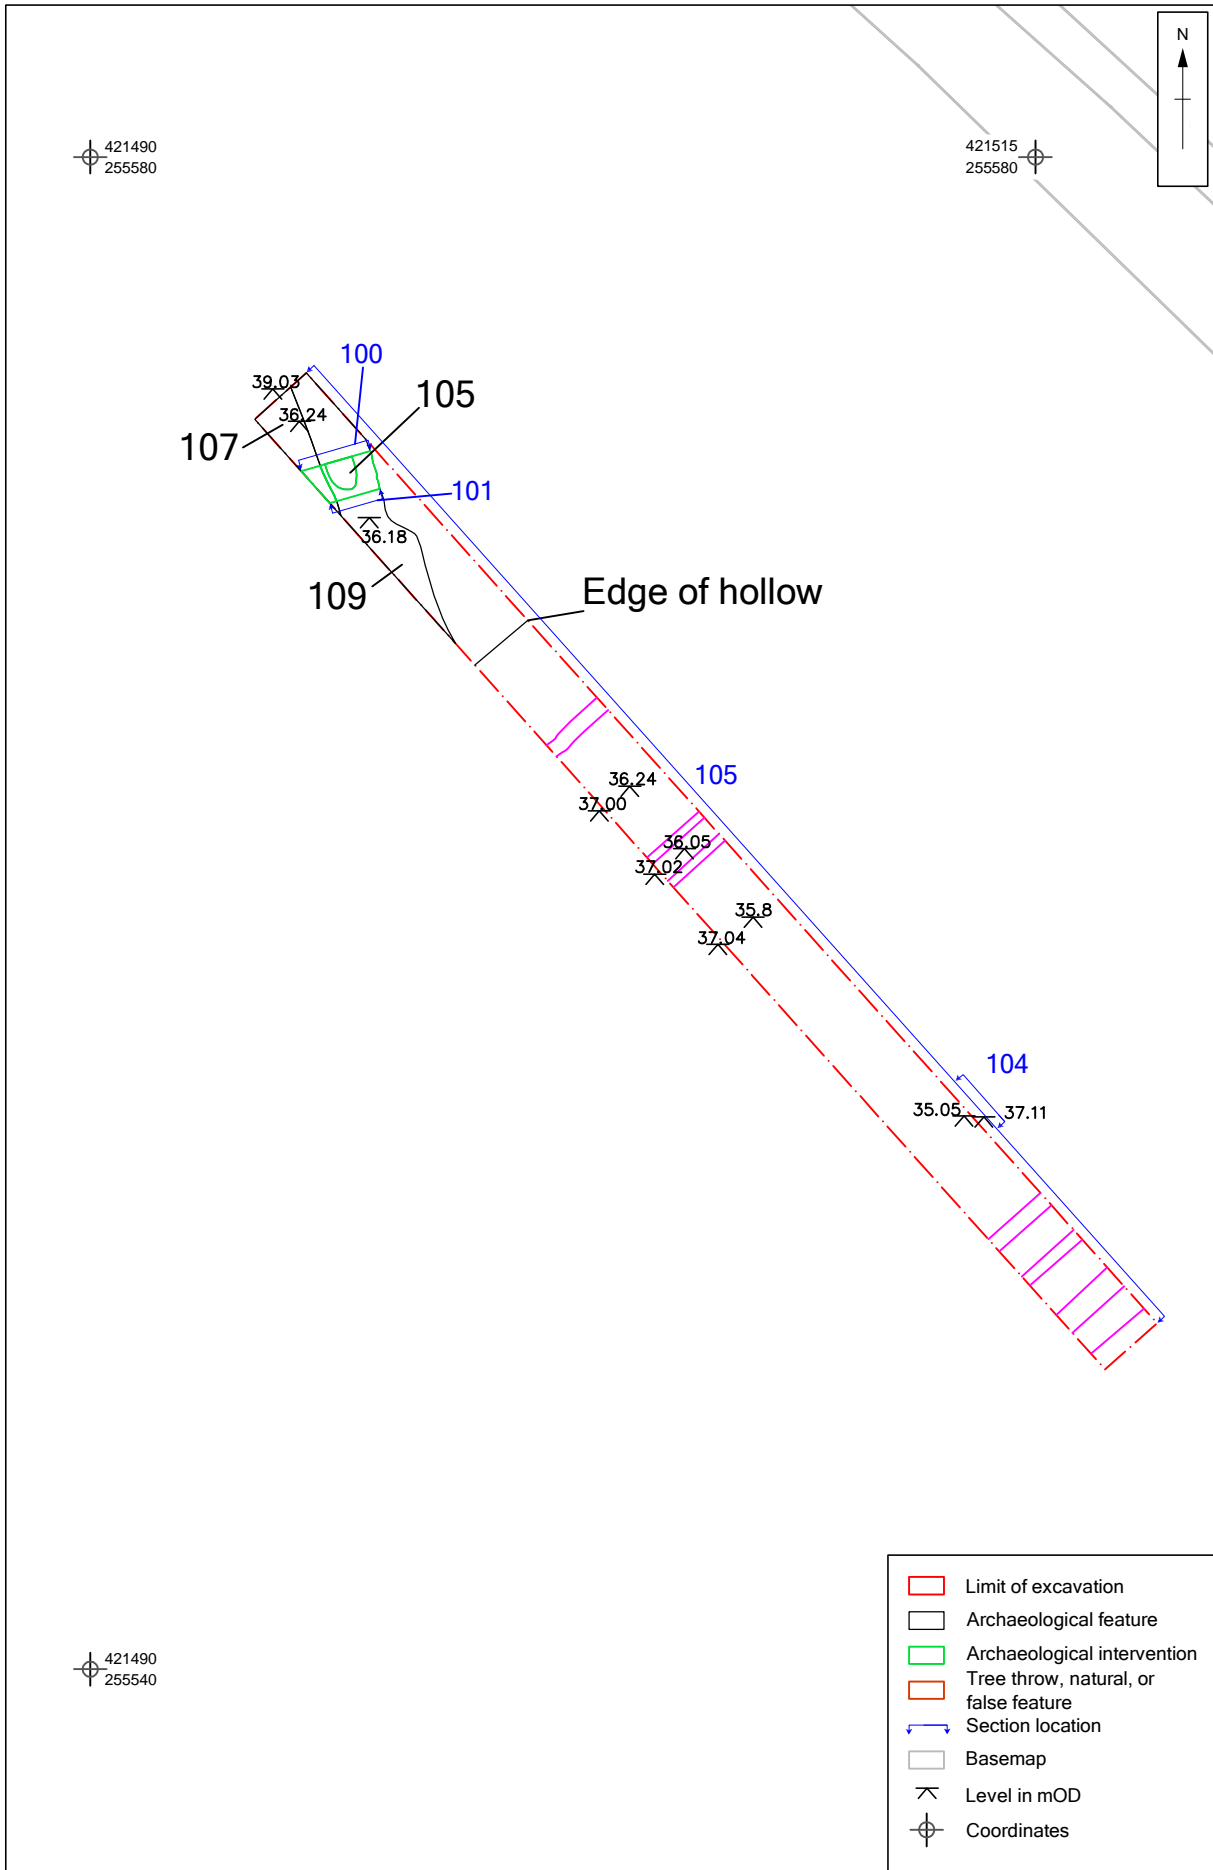 N
421490
255580
421515
255580
100
39.03
105
36.24
107
101
36.18
109
Edge of hollow
105
36.24
37.00
36.05
37.02
35.8
37.04
104
35.05
37.11
Limit of excavation
Archaeological feature
Archaeological intervention
Tree throw, natural, or
false feature
Section location
Basemap
Level in mOD
Coordinates
421490
255540